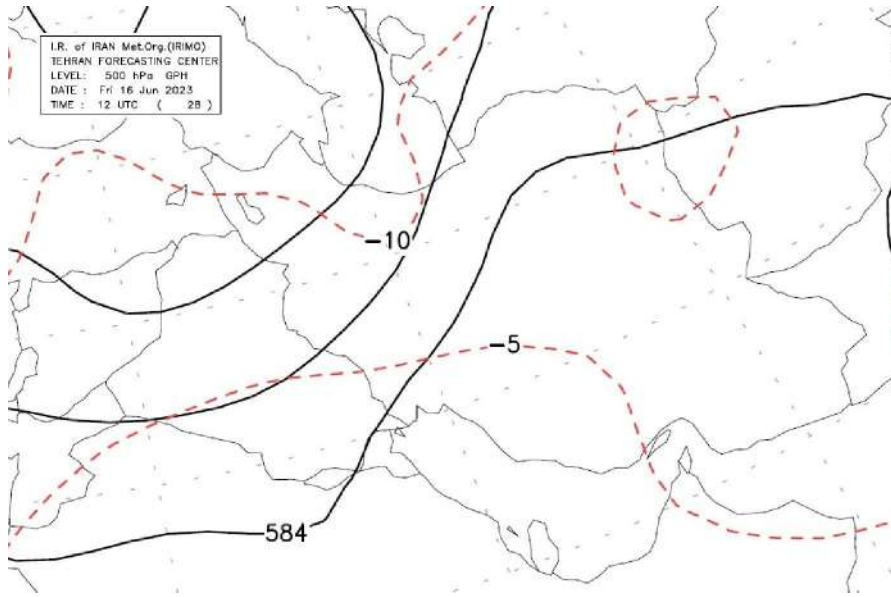 I.R. of IRAN Met.Org.(IRIMO)
TEHRAN FORECASTING CENTER
LEVEL: 500 hPa GPH
DATE : Fri 16 Jun 2023
TIME : 12 UTC ( 28 )
-10
-5
584